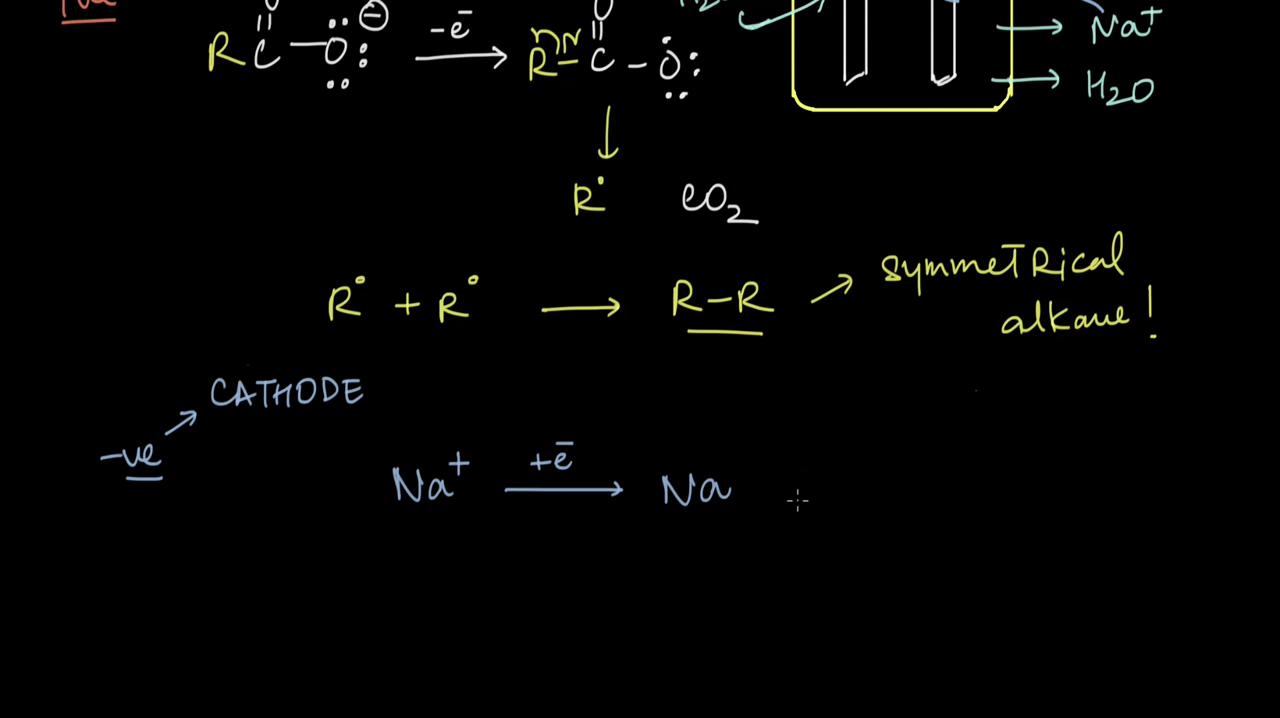 R C — Ö: ⊖ −e⁻ → R − C − Ȯ: Na⁺
H₂O
↓
R• CO₂
R• + R• → R−R → symmetrical
alkane!
CATHODE
−ve
Na⁺ +e⁻ → Na